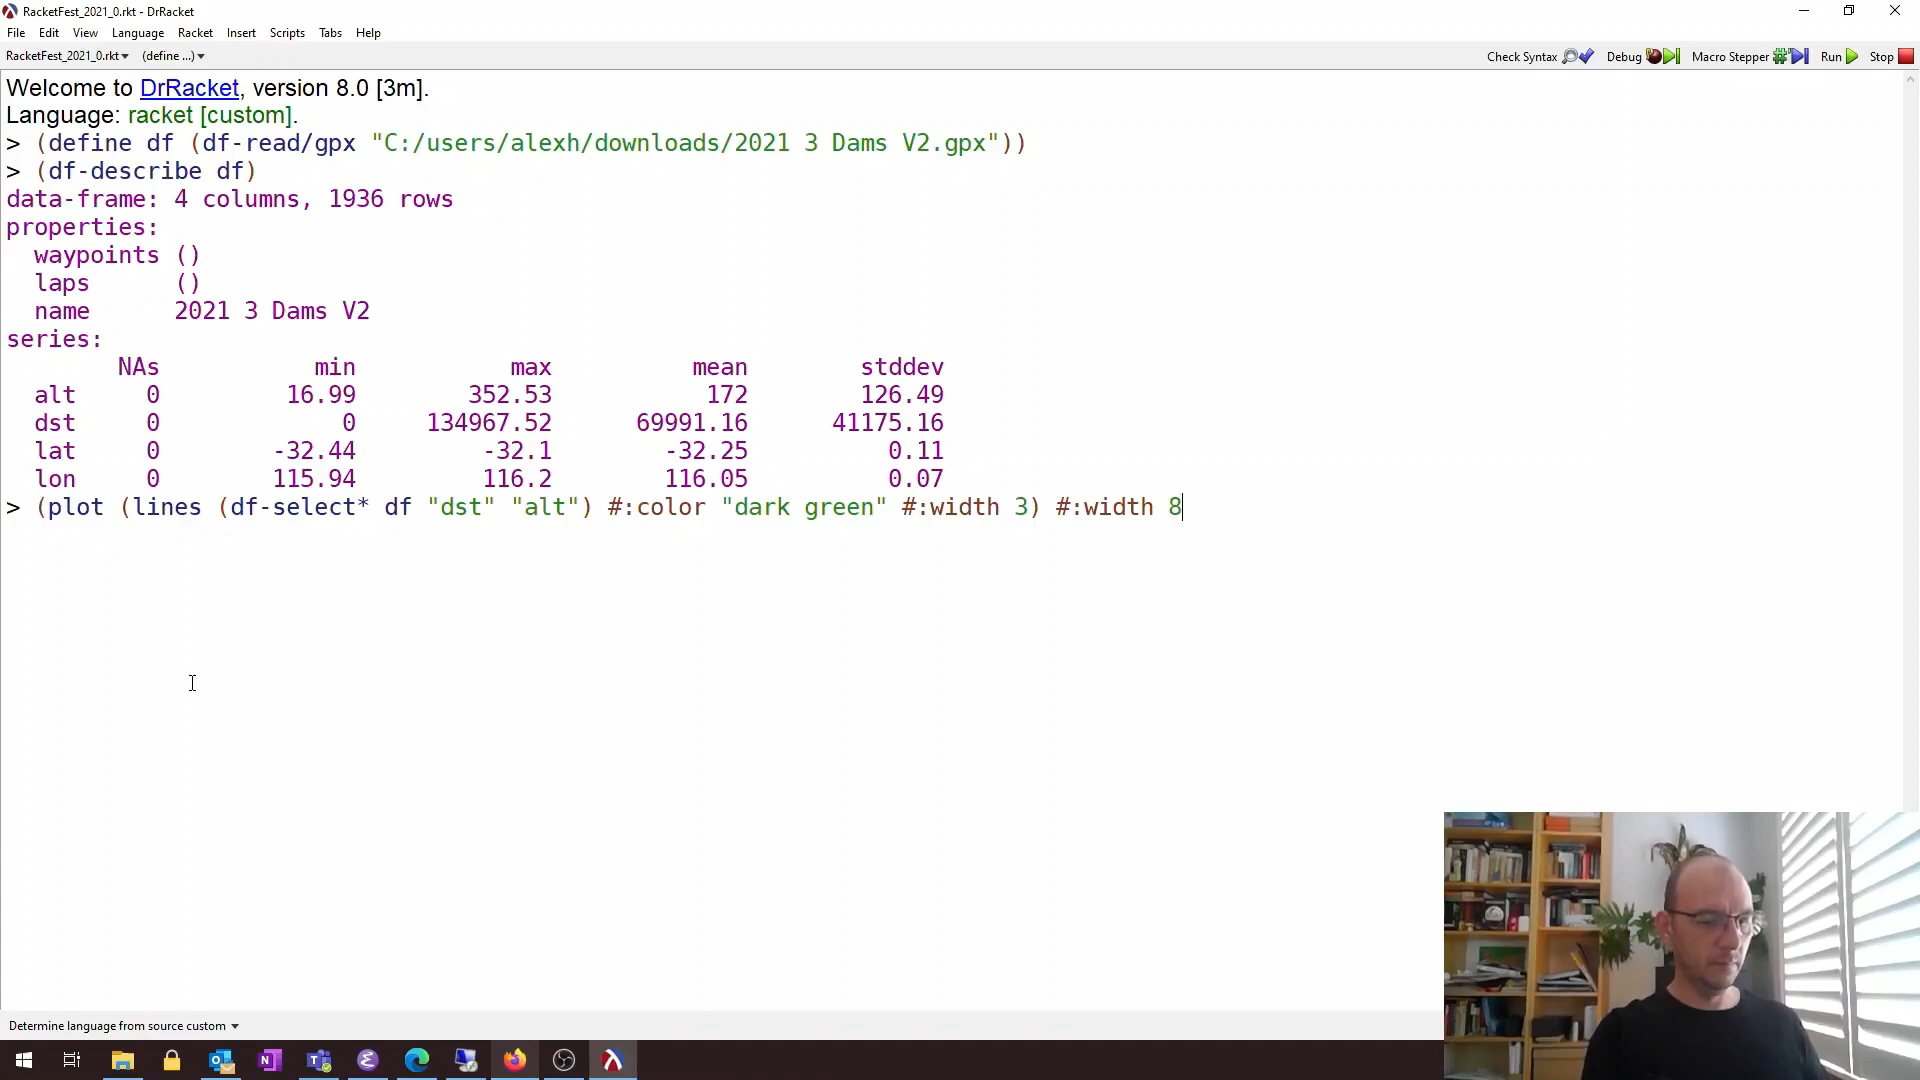 RacketFest_2021_0.rkt - DrRacket
File Edit View Language Racket Insert Scripts Tabs Help
RacketFest_2021_0.rkt (define ...) Check Syntax Debug Macro Stepper Run Stop
Welcome to DrRacket, version 8.0 [3m].
Language: racket [custom].
> (define df (df-read/gpx "C:/users/alexh/downloads/2021 3 Dams V2.gpx"))
> (df-describe df)
data-frame: 4 columns, 1936 rows
properties:
waypoints ()
laps ()
name 2021 3 Dams V2
series:
NAs min max mean stddev
alt 0 16.99 352.53 172 126.49
dst 0 0 134967.52 69991.16 41175.16
lat 0 -32.44 -32.1 -32.25 0.11
lon 0 115.94 116.2 116.05 0.07
> (plot (lines (df-select* df "dst" "alt") #:color "dark green" #:width 3) #:width 8
Determine language from source custom